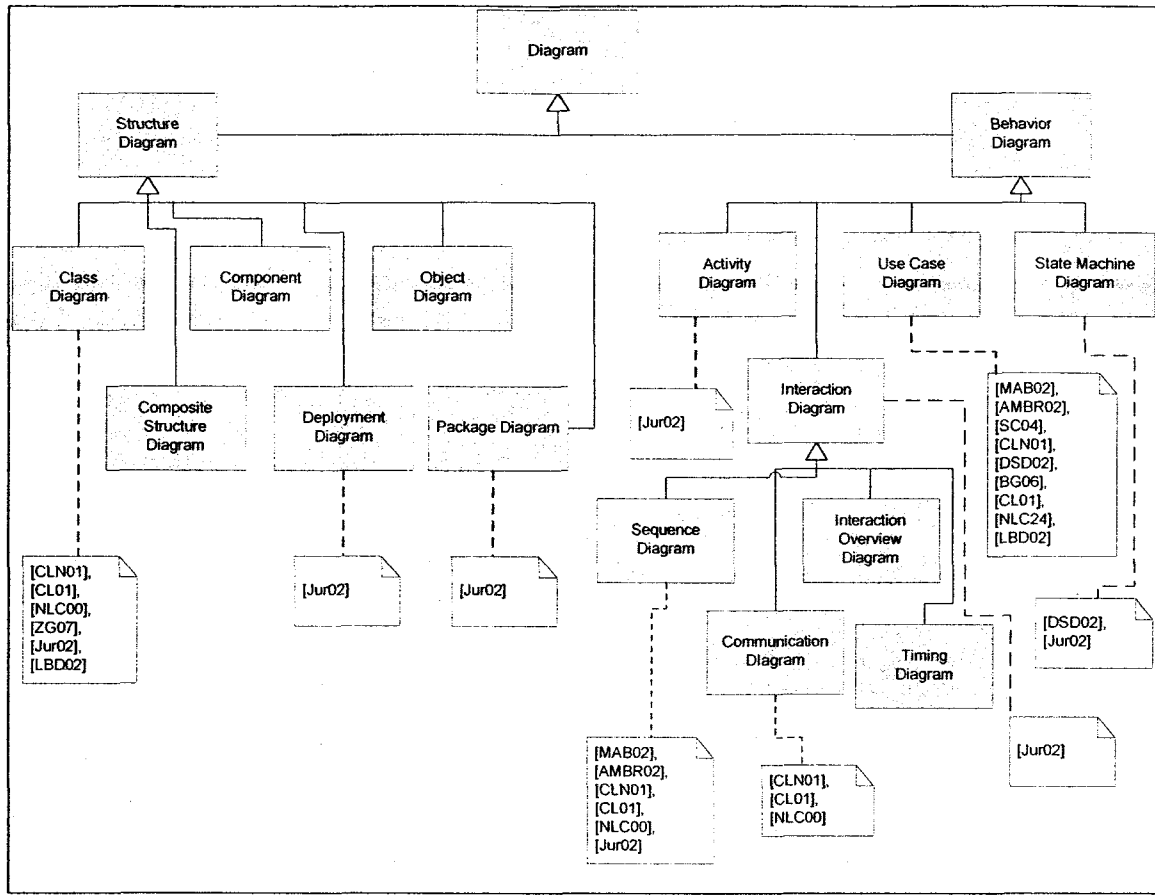 Diagram
Structure
Diagram
Behavior
Diagram
Class
Diagram
Component
Diagram
Object
Diagram
Activity
Diagram
Use Case
Diagram
State Machine
Diagram
Composite
Structure
Diagram
Deployment
Diagram
Package Diagram
[Jur02]
Interaction
Diagram
[MAB02],
[AMBR02],
[SC04],
[CLN01],
[DSD02],
[BG06],
[CL01],
[NLC24],
[LBD02]
Sequence
Diagram
Interaction
Overview
Diagram
[CLN01],
[CL01],
[NLC00],
[ZG07],
[Jur02],
[LBD02]
[Jur02]
[Jur02]
Communication
Diagram
Timing
Diagram
[DSD02],
[Jur02]
[MAB02],
[AMBR02],
[CLN01],
[CL01],
[NLC00],
[Jur02]
[CLN01],
[CL01],
[NLC00]
[Jur02]